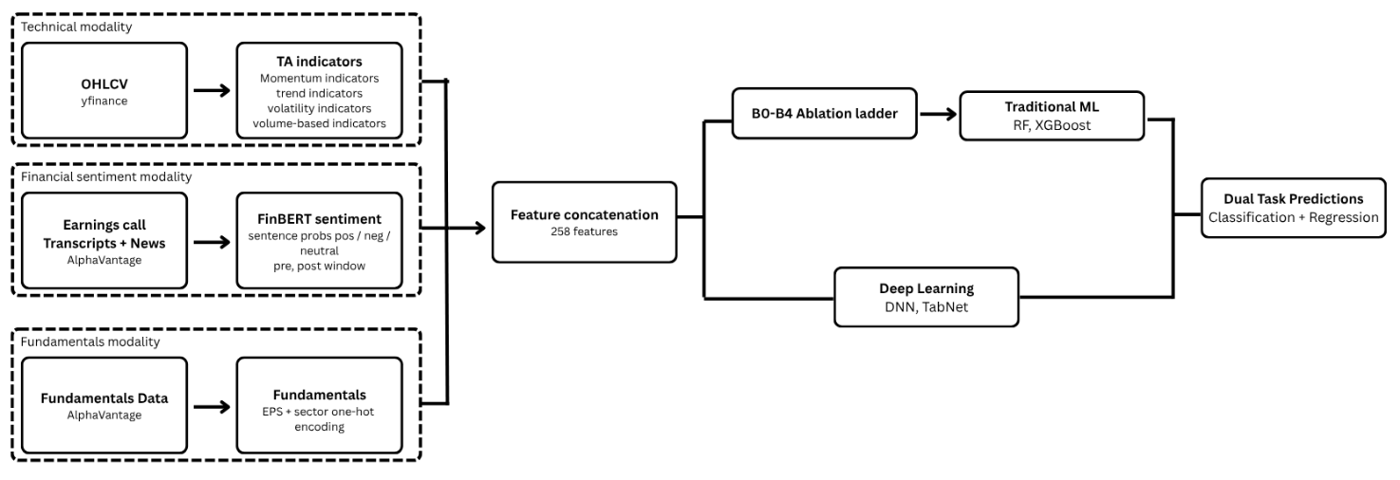 Technical modality
OHLCV
yfinance
TA indicators
Momentum indicators
trend indicators
volatility indicators
volume-based indicators
Financial sentiment modality
Earnings call
Transcripts + News
AlphaVantage
FinBERT sentiment
sentence probs pos / neg /
neutral
pre, post window
Fundamentals modality
Fundamentals Data
AlphaVantage
Fundamentals
EPS + sector one-hot
encoding
Feature concatenation
258 features
B0-B4 Ablation ladder
Traditional ML
RF, XGBoost
Deep Learning
DNN, TabNet
Dual Task Predictions
Classification + Regression